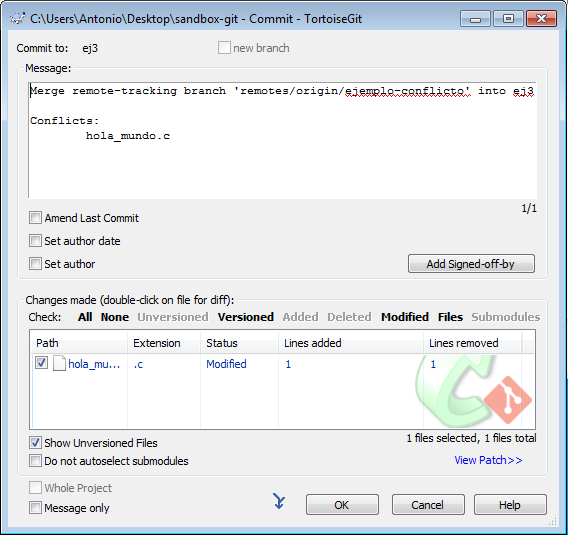 C:\Users\Antonio\Desktop\sandbox-git - Commit - TortoiseGit
Commit to: ej3 new branch
Message:
Merge remote-tracking branch 'remotes/origin/ejemplo-conflicto' into ej3
Conflicts:
hola_mundo.c
1/1
Amend Last Commit
Set author date
Set author Add Signed-off-by
Changes made (double-click on file for diff):
Check: All None Unversioned Versioned Added Deleted Modified Files Submodules
Path Extension Status Lines added Lines removed
hola_mu... .c Modified 1 1
Show Unversioned Files 1 files selected, 1 files total
Do not autoselect submodules View Patch>>
Whole Project
Message only OK Cancel Help